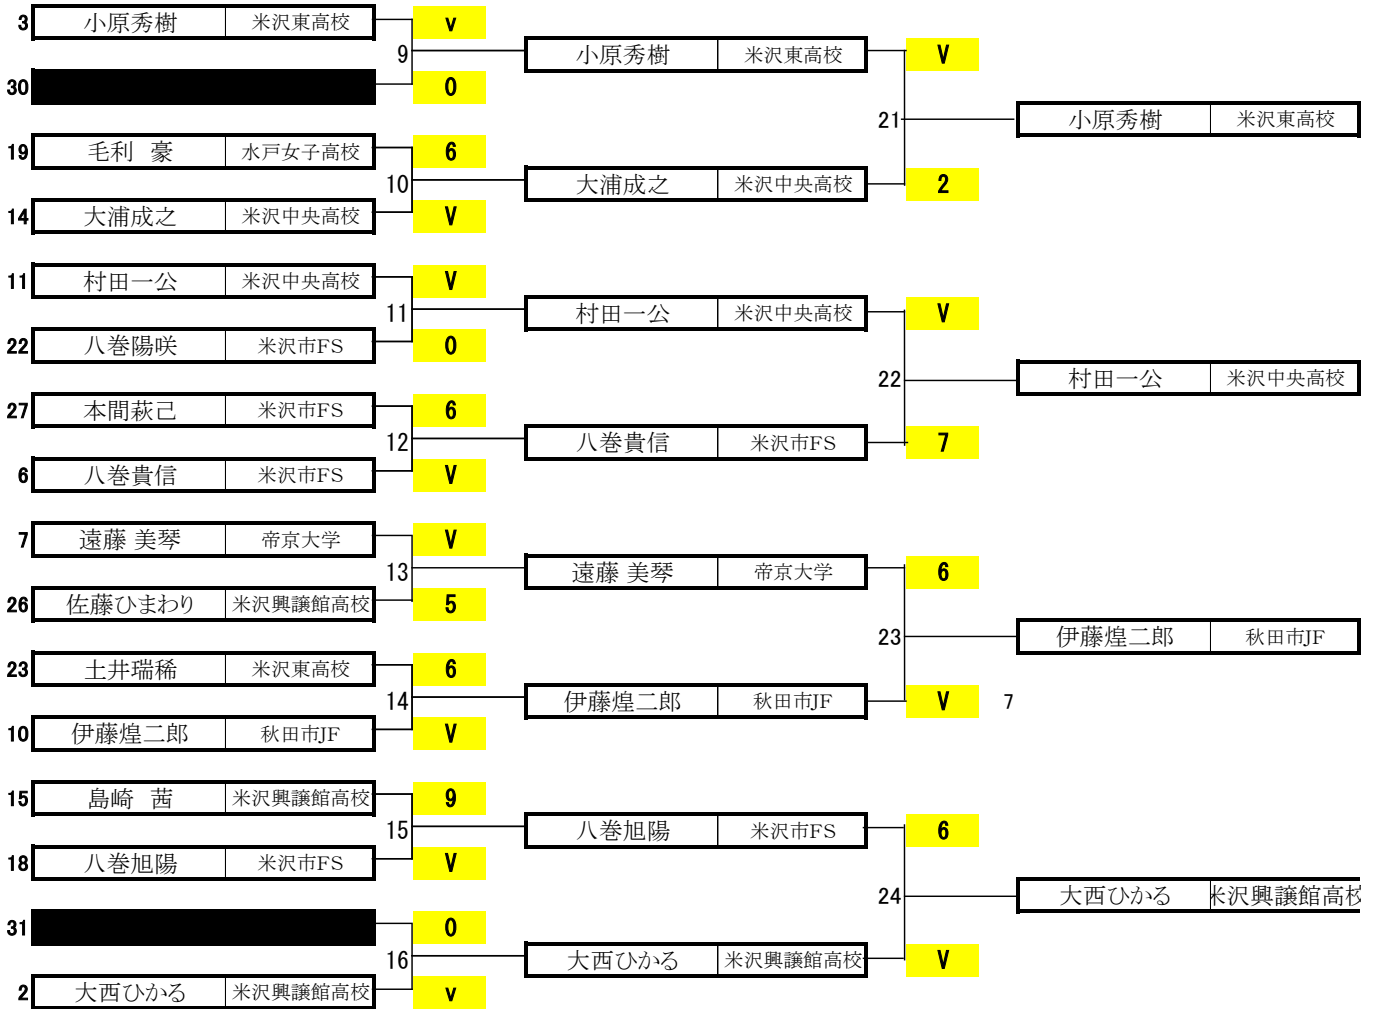 3 小原秀樹 米沢東高校 v
9 小原秀樹 米沢東高校 V
30 0
21 小原秀樹 米沢東高校
19 毛利 豪 水戸女子高校 6
10 大浦成之 米沢中央高校 2
14 大浦成之 米沢中央高校 V
11 村田一公 米沢中央高校 V
11 村田一公 米沢中央高校 V
22 八巻陽咲 米沢市FS 0
22 村田一公 米沢中央高校
27 本間萩己 米沢市FS 6
12 八巻貴信 米沢市FS 7
6 八巻貴信 米沢市FS V
7 遠藤 美琴 帝京大学 V
13 遠藤 美琴 帝京大学 6
26 佐藤ひまわり 米沢興譲館高校 5
23 伊藤煌二郎 秋田市JF
23 土井瑞稀 米沢東高校 6
14 伊藤煌二郎 秋田市JF V 7
10 伊藤煌二郎 秋田市JF V
15 島崎 茜 米沢興譲館高校 9
15 八巻旭陽 米沢市FS 6
18 八巻旭陽 米沢市FS V
24 大西ひかる 米沢興譲館高校
31 0
16 大西ひかる 米沢興譲館高校 V
2 大西ひかる 米沢興譲館高校 v